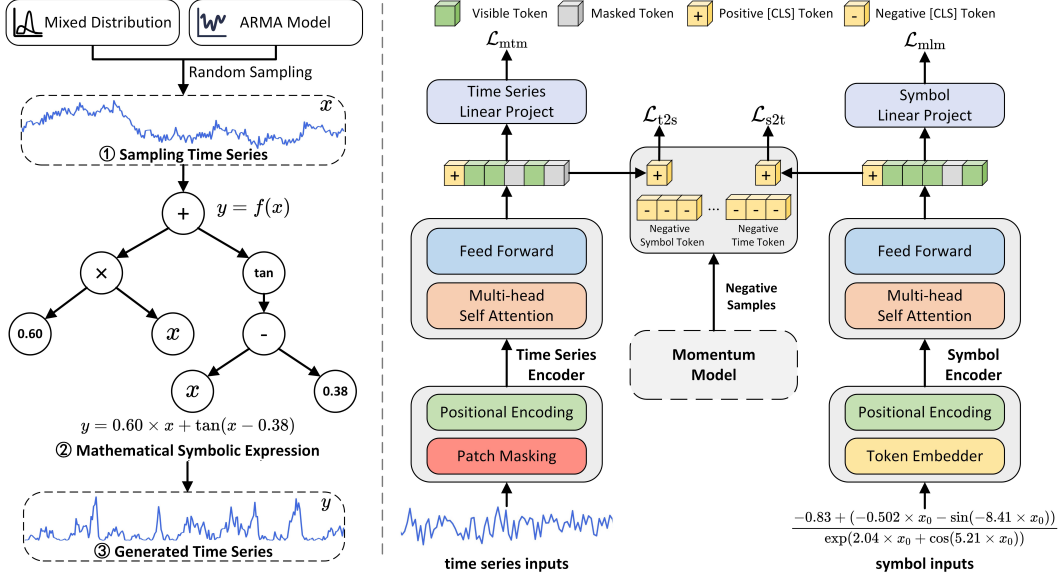 Mixed Distribution
ARMA Model
Random Sampling
x
① Sampling Time Series
y = f(x)
+
×
tan
0.60
x
-
x
0.38
y = 0.60 × x + tan(x − 0.38)
② Mathematical Symbolic Expression
y
③ Generated Time Series
Visible Token
Masked Token
+ Positive [CLS] Token
- Negative [CLS] Token
ℒmtm
ℒmlm
Time Series
Linear Project
Symbol
Linear Project
ℒt2s
ℒs2t
+
+
+
+
- - - ... - - -
Negative
Symbol Token
Negative
Time Token
Feed Forward
Multi-head
Self Attention
Feed Forward
Multi-head
Self Attention
Negative
Samples
Momentum
Model
Time Series
Encoder
Symbol
Encoder
Positional Encoding
Patch Masking
Positional Encoding
Token Embedder
time series inputs
−0.83 + (−0.502 × x₀ − sin(−8.41 × x₀))
exp(2.04 × x₀ + cos(5.21 × x₀))
symbol inputs